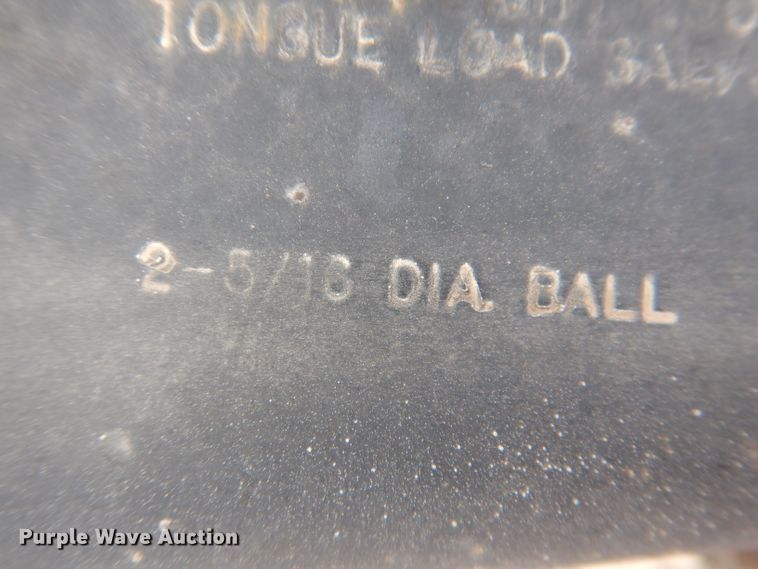 TONGUE LOAD
2-5/16 DIA. BALL
Purple Wave Auction